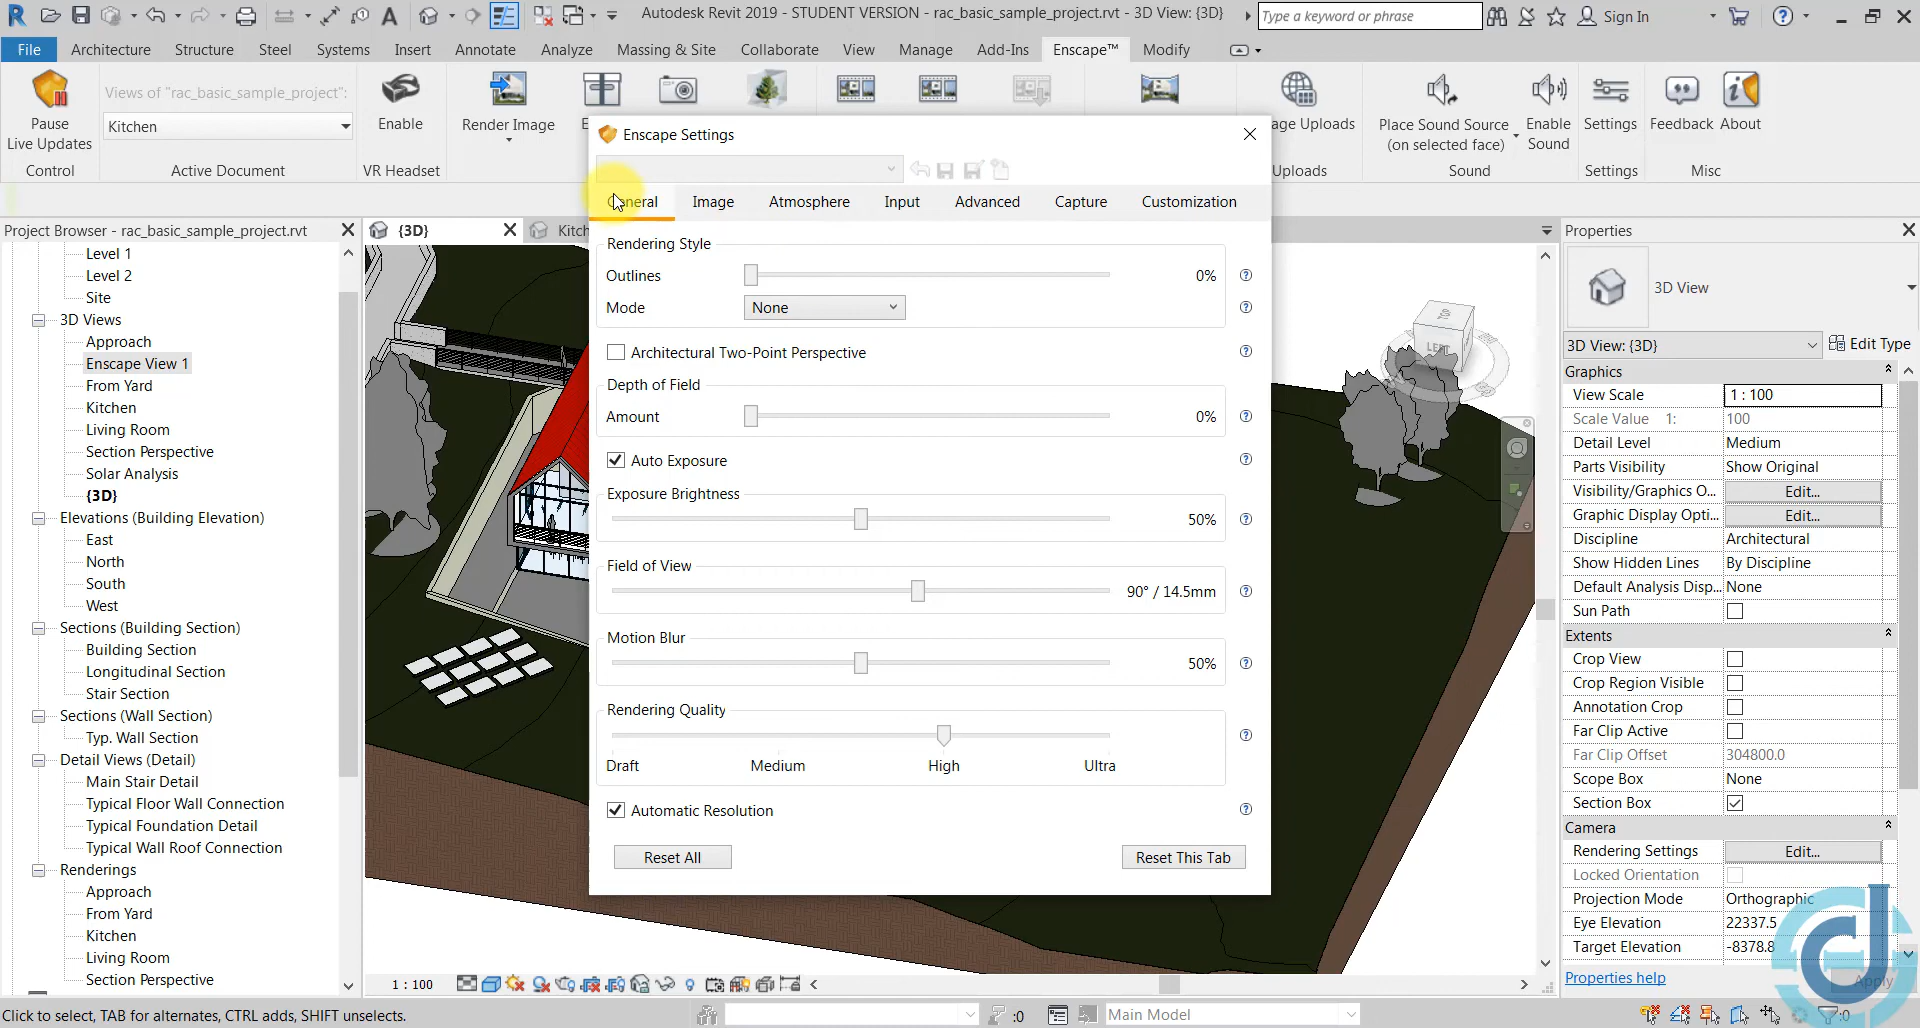 Autodesk Revit 2019 - STUDENT VERSION - rac_basic_sample_project.rvt - 3D View: {3D}
Type a keyword or phrase
Sign In
File Architecture Structure Steel Systems Insert Annotate Analyze Massing & Site Collaborate View Manage Add-Ins Enscape™ Modify
Pause
Live Updates
Control
Views of "rac_basic_sample_project":
Kitchen
Active Document
Enable
VR Headset
Render Image
age Uploads
Uploads
Place Sound Source
(on selected face)
Enable
Sound
Sound
Settings
Settings
Feedback About
Misc
Project Browser - rac_basic_sample_project.rvt
Level 1
Level 2
Site
3D Views
Approach
Enscape View 1
From Yard
Kitchen
Living Room
Section Perspective
Solar Analysis
{3D}
Elevations (Building Elevation)
East
North
South
West
Sections (Building Section)
Building Section
Longitudinal Section
Stair Section
Sections (Wall Section)
Typ. Wall Section
Detail Views (Detail)
Main Stair Detail
Typical Floor Wall Connection
Typical Foundation Detail
Typical Wall Roof Connection
Renderings
Approach
From Yard
Kitchen
Living Room
Section Perspective
{3D}
Kitch
TOP
LEFT
Enscape Settings
General Image Atmosphere Input Advanced Capture Customization
Rendering Style
Outlines 0%
Mode None
Architectural Two-Point Perspective
Depth of Field
Amount 0%
Auto Exposure
Exposure Brightness
50%
Field of View
90° / 14.5mm
Motion Blur
50%
Rendering Quality
Draft Medium High Ultra
Automatic Resolution
Reset All Reset This Tab
Properties
3D View
3D View: {3D} Edit Type
Graphics
View Scale 1 : 100
Scale Value 1: 100
Detail Level Medium
Parts Visibility Show Original
Visibility/Graphics O... Edit...
Graphic Display Opti... Edit...
Discipline Architectural
Show Hidden Lines By Discipline
Default Analysis Disp... None
Sun Path
Extents
Crop View
Crop Region Visible
Annotation Crop
Far Clip Active
Far Clip Offset 304800.0
Scope Box None
Section Box
Camera
Rendering Settings Edit...
Locked Orientation
Projection Mode Orthographic
Eye Elevation 22337.5
Target Elevation -8378.8
Properties help Apply
1 : 100
Click to select, TAB for alternates, CTRL adds, SHIFT unselects.
:0
Main Model
:0